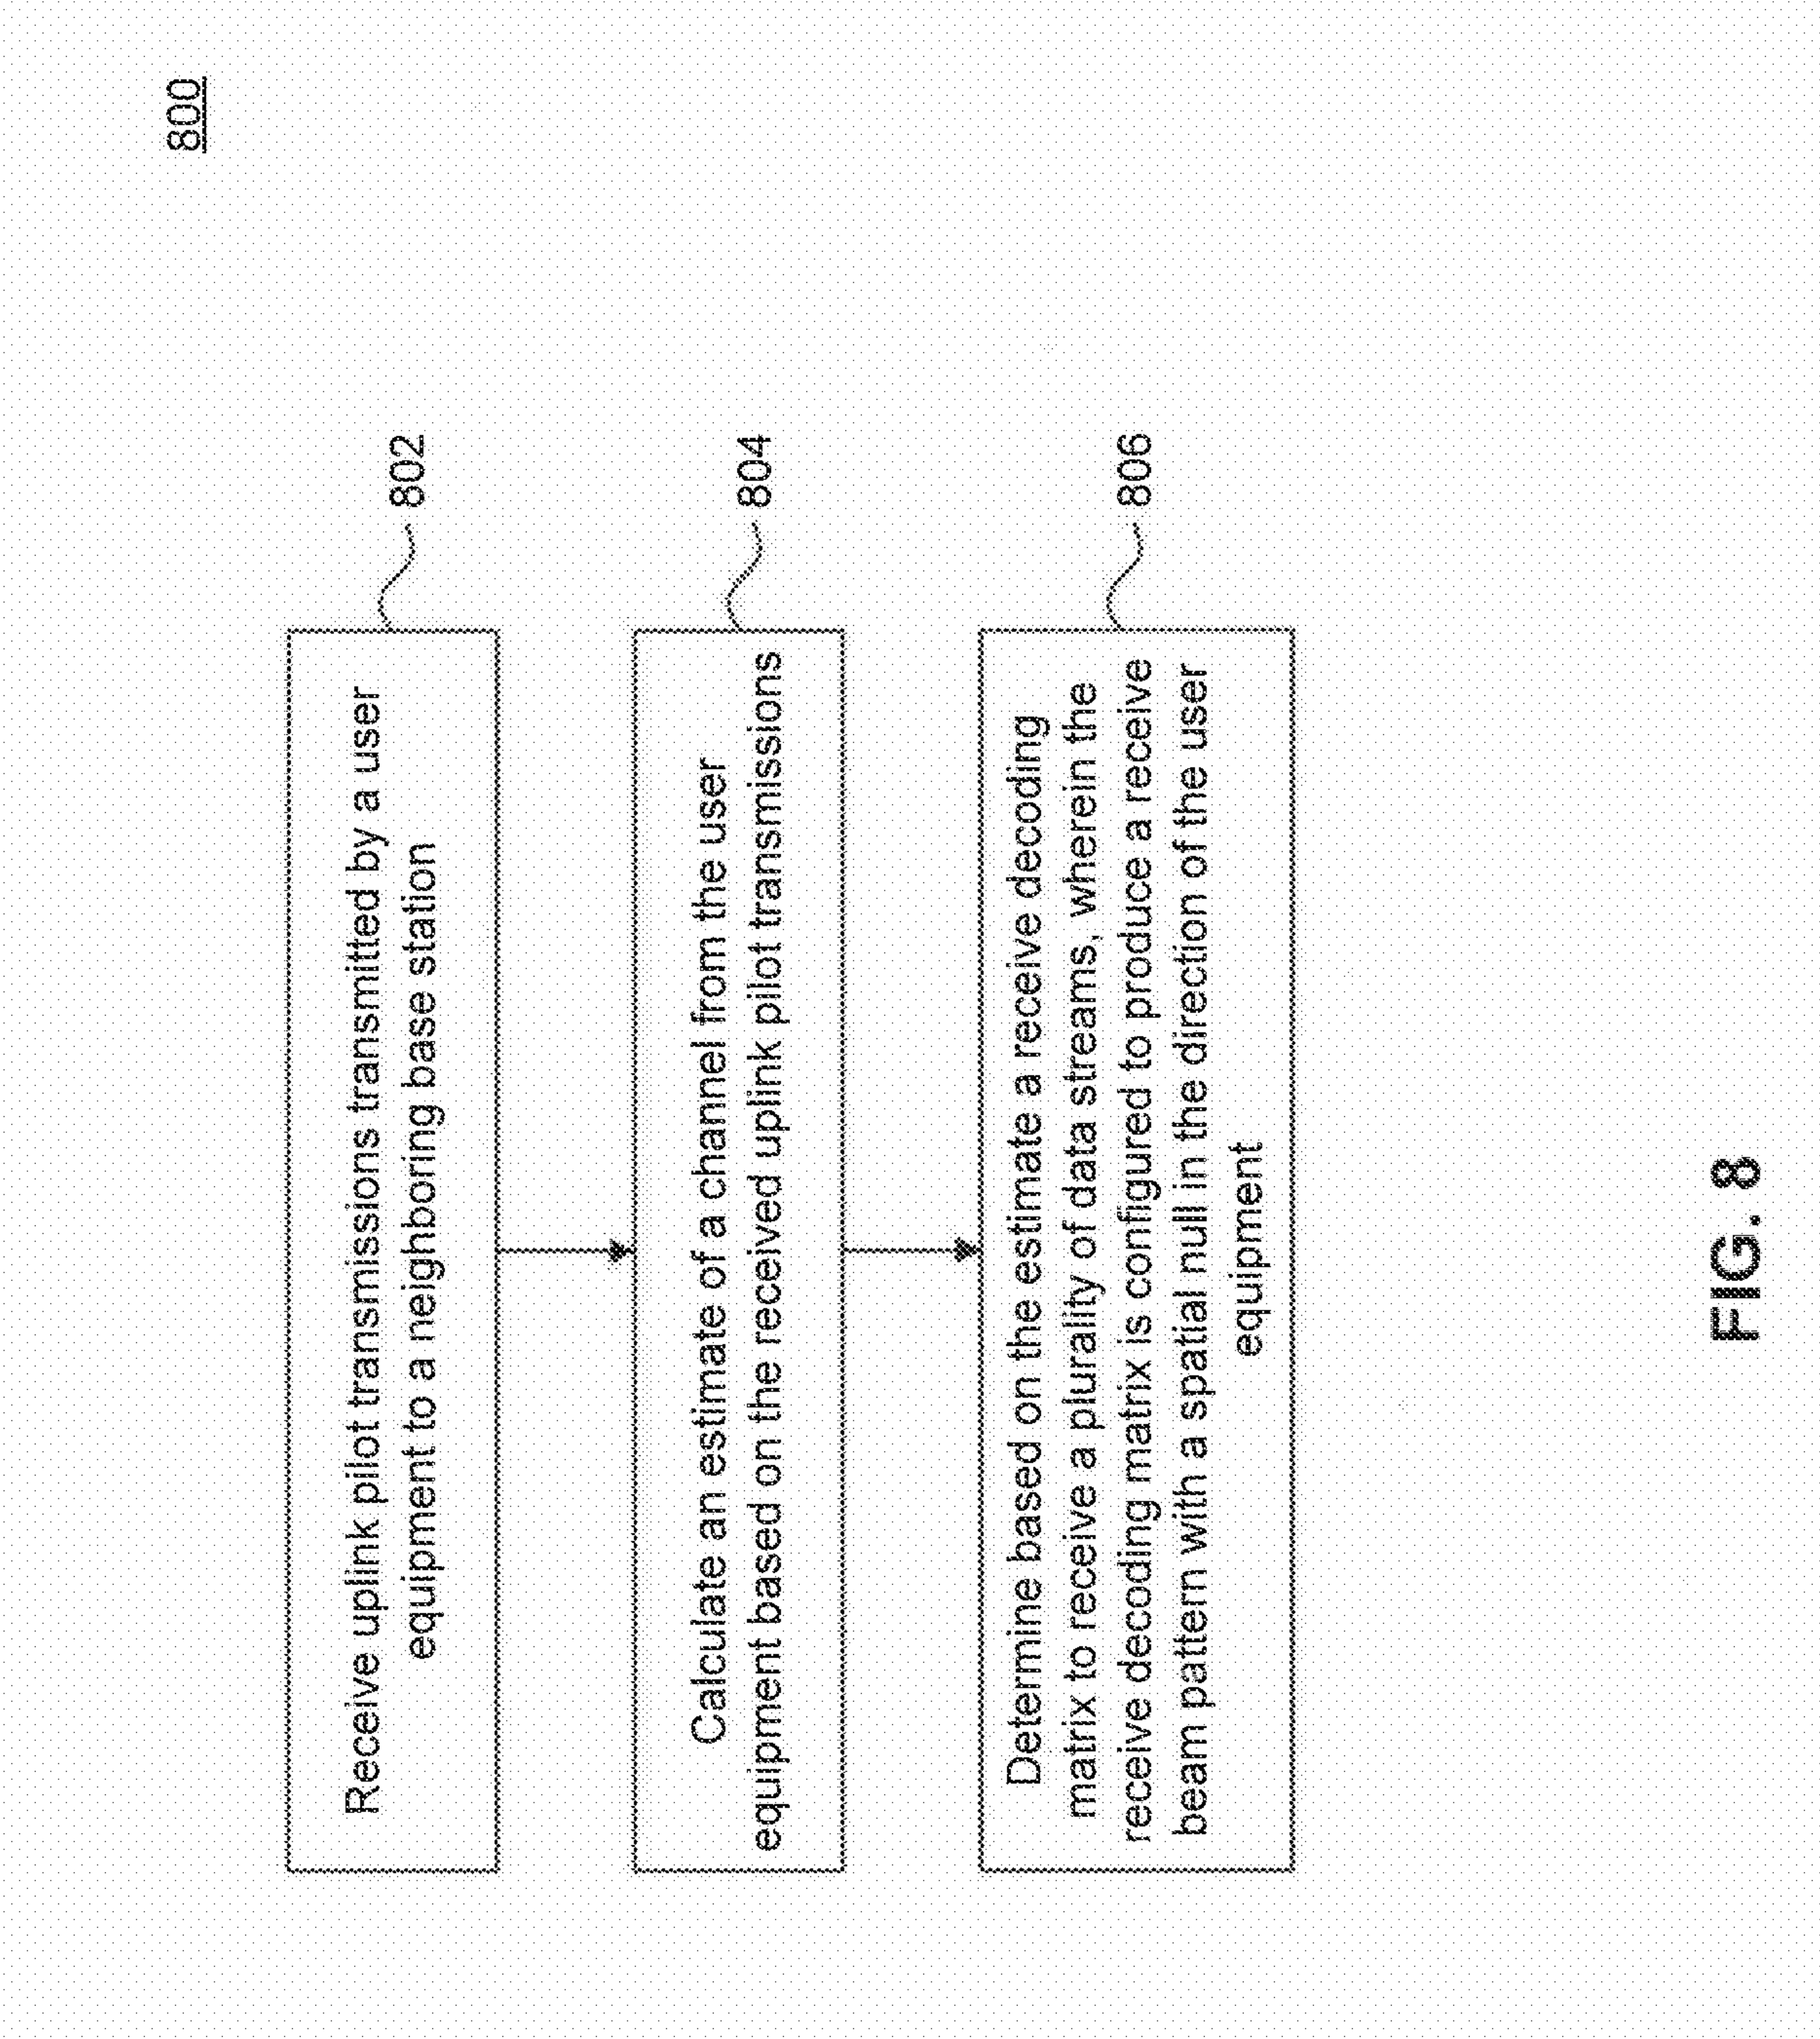 800
Receive uplink pilot transmissions transmitted by a user
equipment to a neighboring base station
802
Calculate an estimate of a channel from the user
equipment based on the received uplink pilot transmissions
804
Determine based on the estimate a receive decoding
matrix to receive a plurality of data streams, wherein the
receive decoding matrix is configured to produce a receive
beam pattern with a spatial null in the direction of the user
equipment
806
FIG. 8